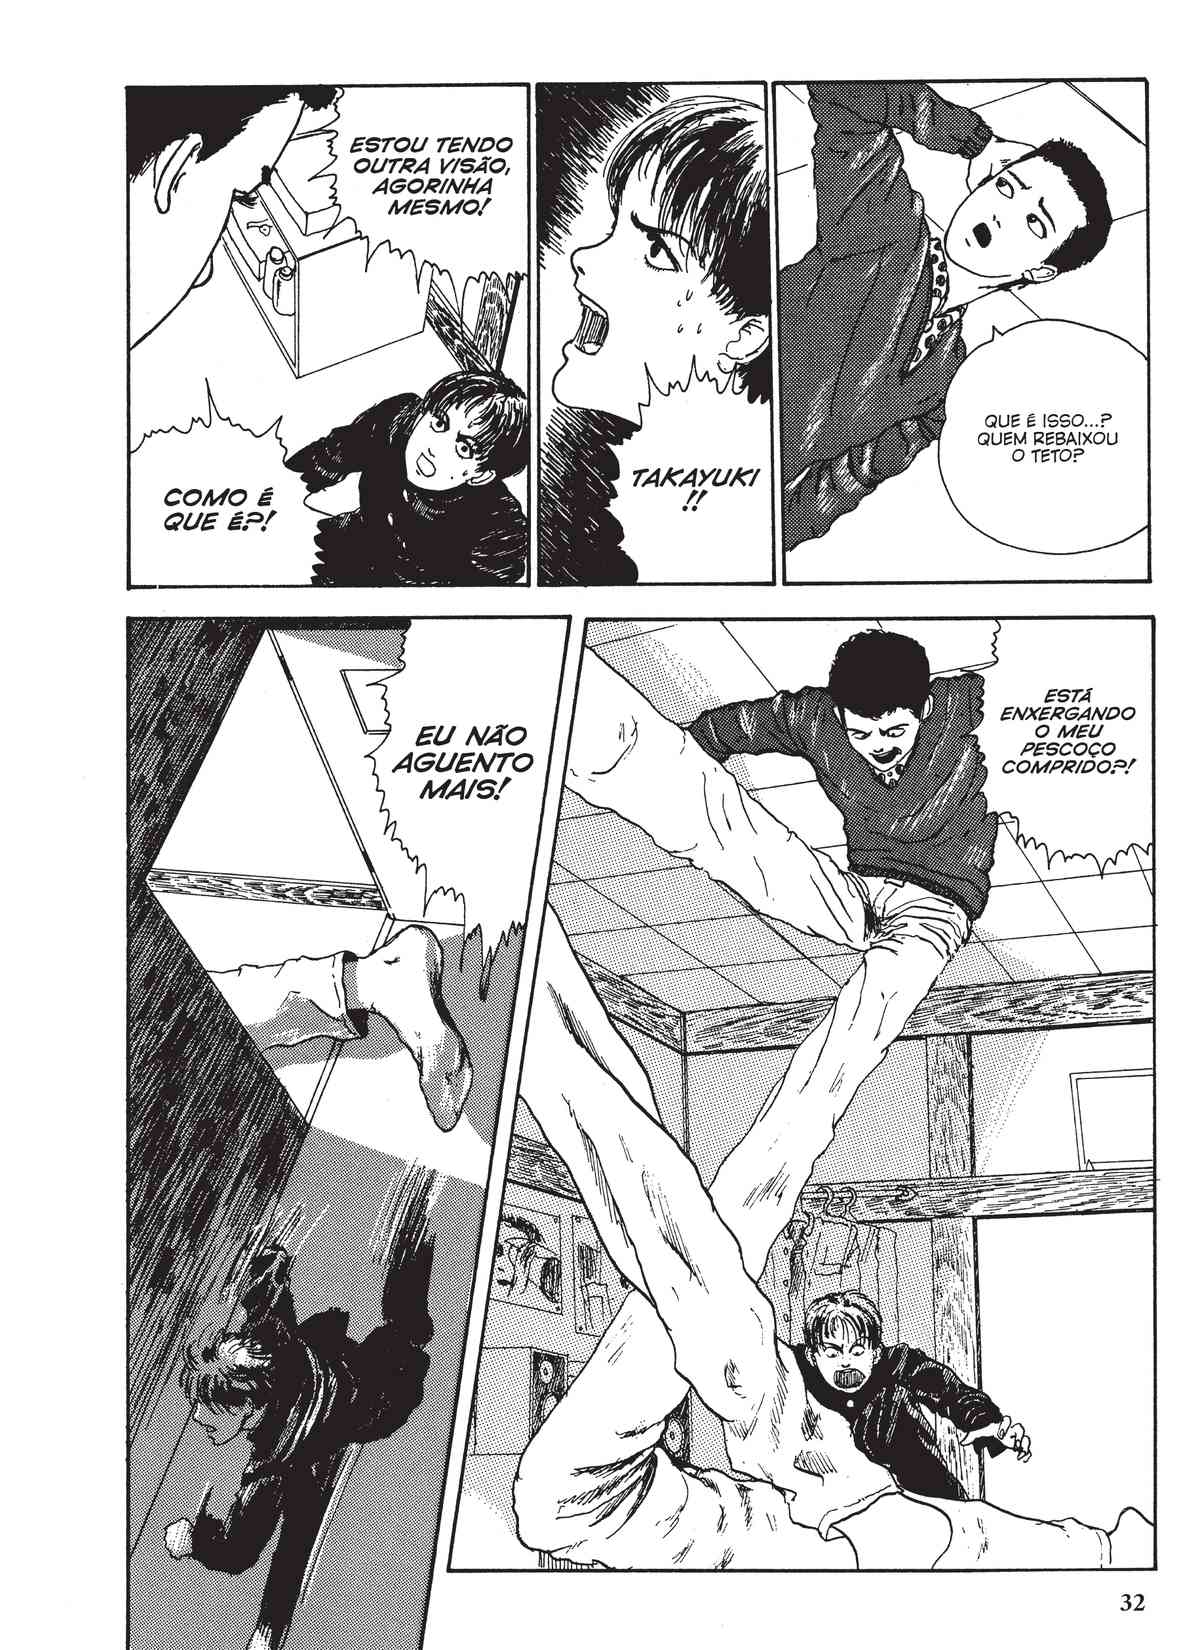 QUE É ISSO...?
QUEM REBAIXOU
O TETO?
TAKAYUKI
!!
ESTOU TENDO
OUTRA VISÃO,
AGORINHA
MESMO!
COMO É
QUE É?!
ESTÁ
ENXERGANDO
O MEU
PESCOÇO
COMPRIDO?!
EU NÃO
AGUENTO
MAIS!
32